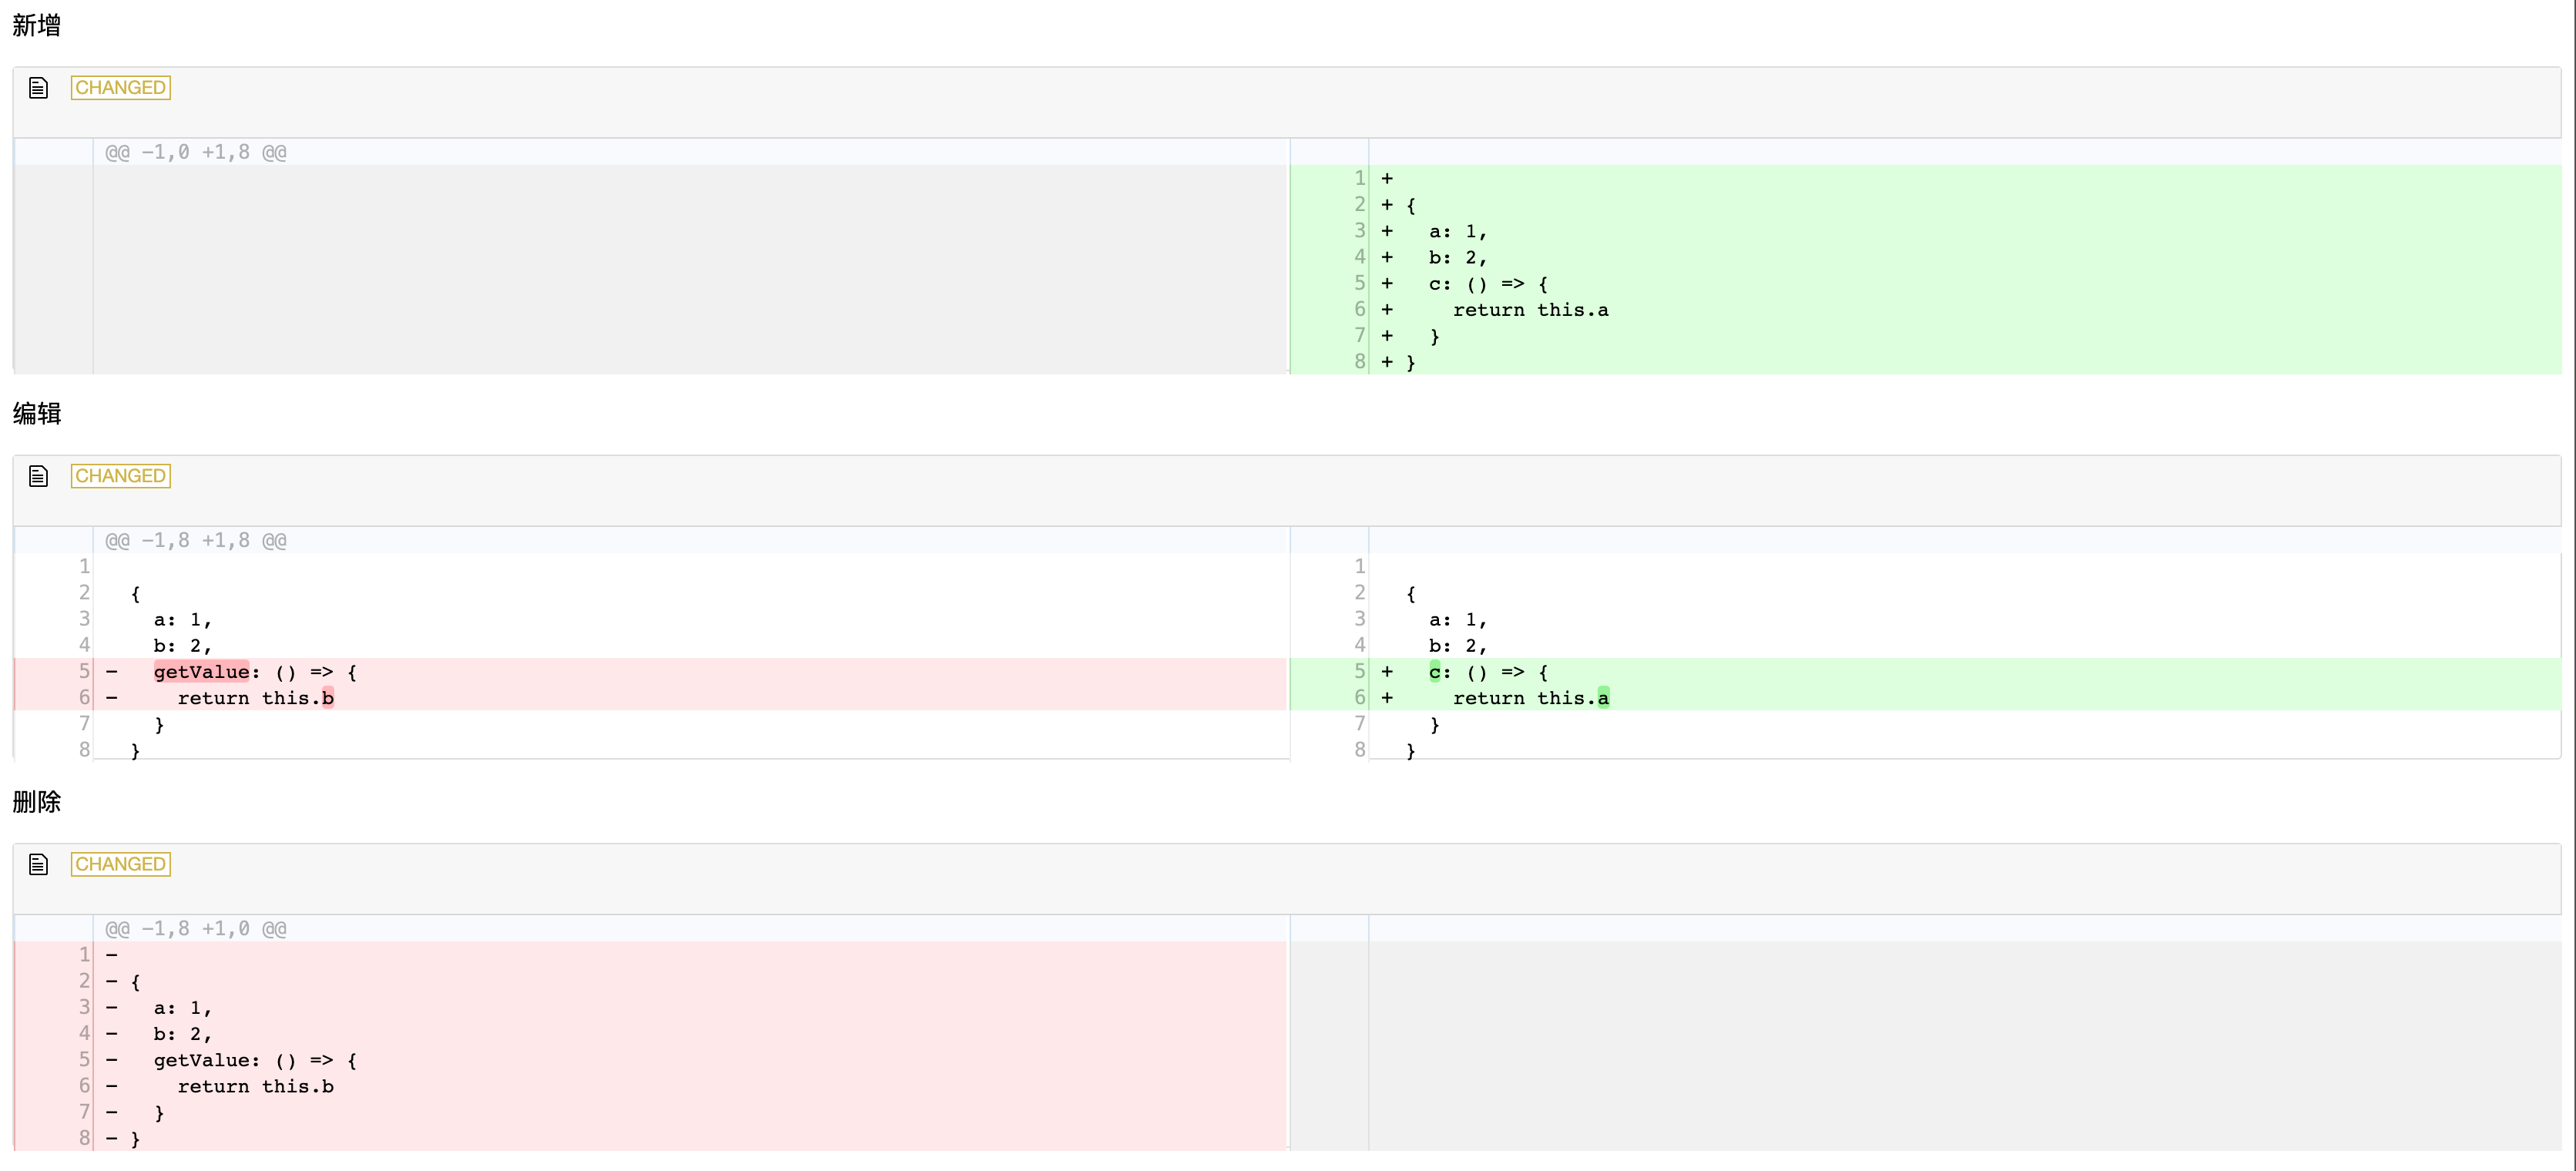 新增
CHANGED
@@ -1,0 +1,8 @@
1 +
2 + {
3 +   a: 1,
4 +   b: 2,
5 +   c: () => {
6 +     return this.a
7 +   }
8 + }
编辑
CHANGED
@@ -1,8 +1,8 @@
1 1
2   { 2   {
3     a: 1, 3     a: 1,
4     b: 2, 4     b: 2,
5 -   getValue: () => { 5 +   c: () => {
6 -     return this.b 6 +     return this.a
7     } 7     }
8   } 8   }
删除
CHANGED
@@ -1,8 +1,0 @@
1 -
2 - {
3 -   a: 1,
4 -   b: 2,
5 -   getValue: () => {
6 -     return this.b
7 -   }
8 - }